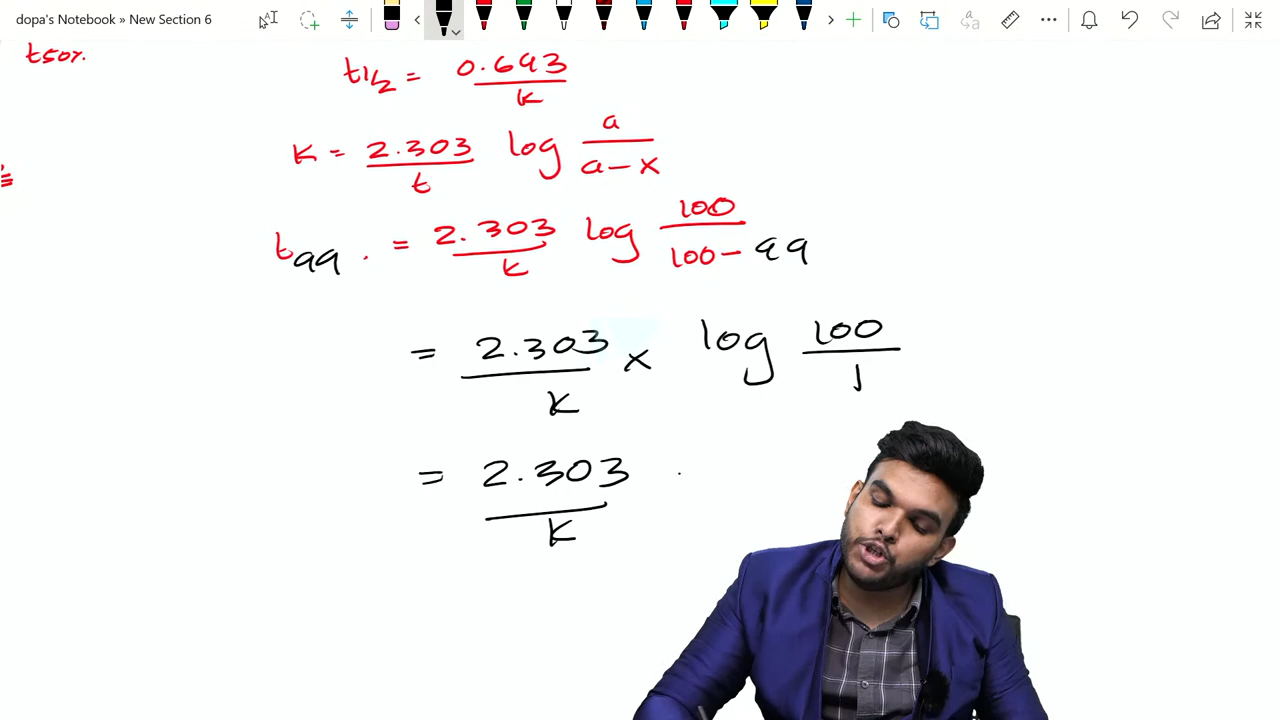 dopa's Notebook » New Section 6
t50%.
t1/2 = 0.693/k
k = 2.303/t log a/a-x
t99. = 2.303/k log 100/100-99
= 2.303/k x log 100/1
= 2.303/k